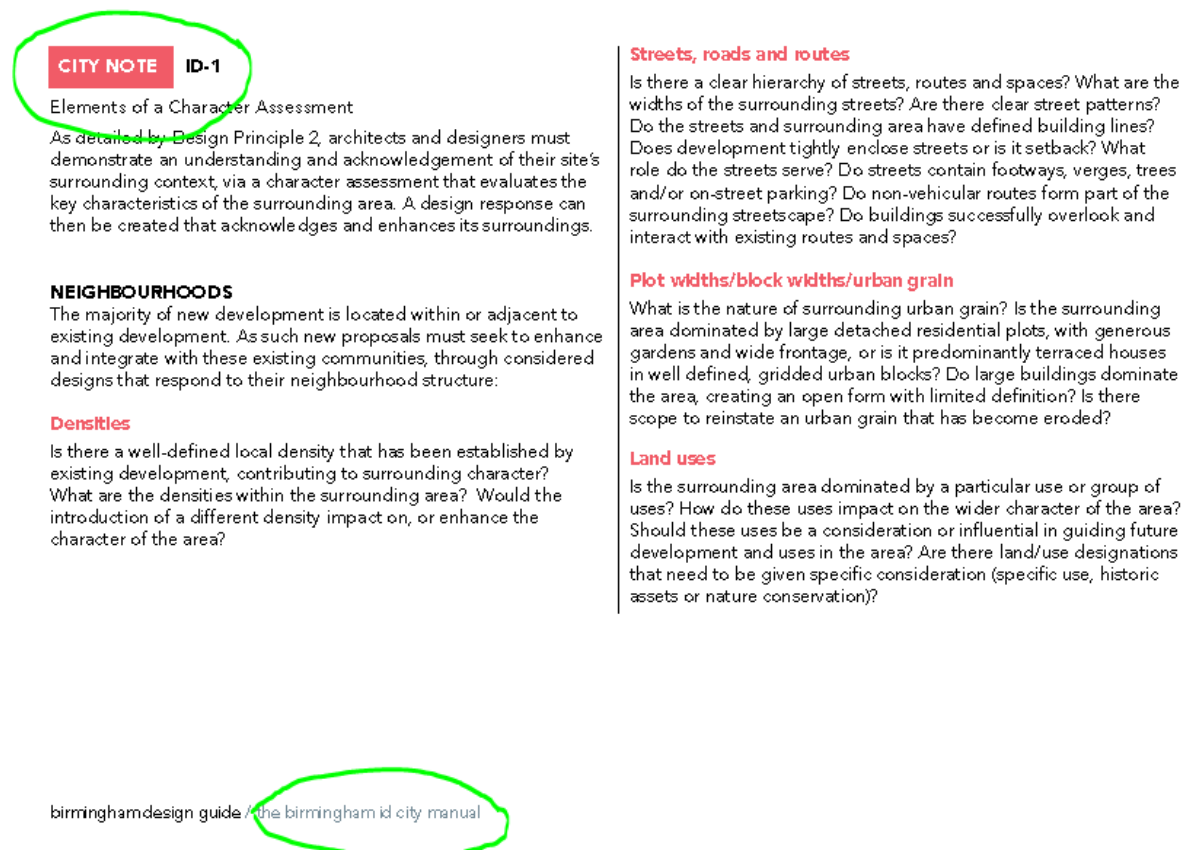 CITY NOTE ID-1
Elements of a Character Assessment
As detailed by Design Principle 2, architects and designers must
demonstrate an understanding and acknowledgement of their site's
surrounding context, via a character assessment that evaluates the
key characteristics of the surrounding area. A design response can
then be created that acknowledges and enhances its surroundings.
NEIGHBOURHOODS
The majority of new development is located within or adjacent to
existing development. As such new proposals must seek to enhance
and integrate with these existing communities, through considered
designs that respond to their neighbourhood structure:
Densities
Is there a well-defined local density that has been established by
existing development, contributing to surrounding character?
What are the densities within the surrounding area? Would the
introduction of a different density impact on, or enhance the
character of the area?
Streets, roads and routes
Is there a clear hierarchy of streets, routes and spaces? What are the
widths of the surrounding streets? Are there clear street patterns?
Do the streets and surrounding area have defined building lines?
Does development tightly enclose streets or is it setback? What
role do the streets serve? Do streets contain footways, verges, trees
and/or on-street parking? Do non-vehicular routes form part of the
surrounding streetscape? Do buildings successfully overlook and
interact with existing routes and spaces?
Plot widths/block widths/urban grain
What is the nature of surrounding urban grain? Is the surrounding
area dominated by large detached residential plots, with generous
gardens and wide frontage, or is it predominantly terraced houses
in well defined, gridded urban blocks? Do large buildings dominate
the area, creating an open form with limited definition? Is there
scope to reinstate an urban grain that has become eroded?
Land uses
Is the surrounding area dominated by a particular use or group of
uses? How do these uses impact on the wider character of the area?
Should these uses be a consideration or influential in guiding future
development and uses in the area? Are there land/use designations
that need to be given specific consideration (specific use, historic
assets or nature conservation)?
birminghamdesign guide / the birmingham id city manual